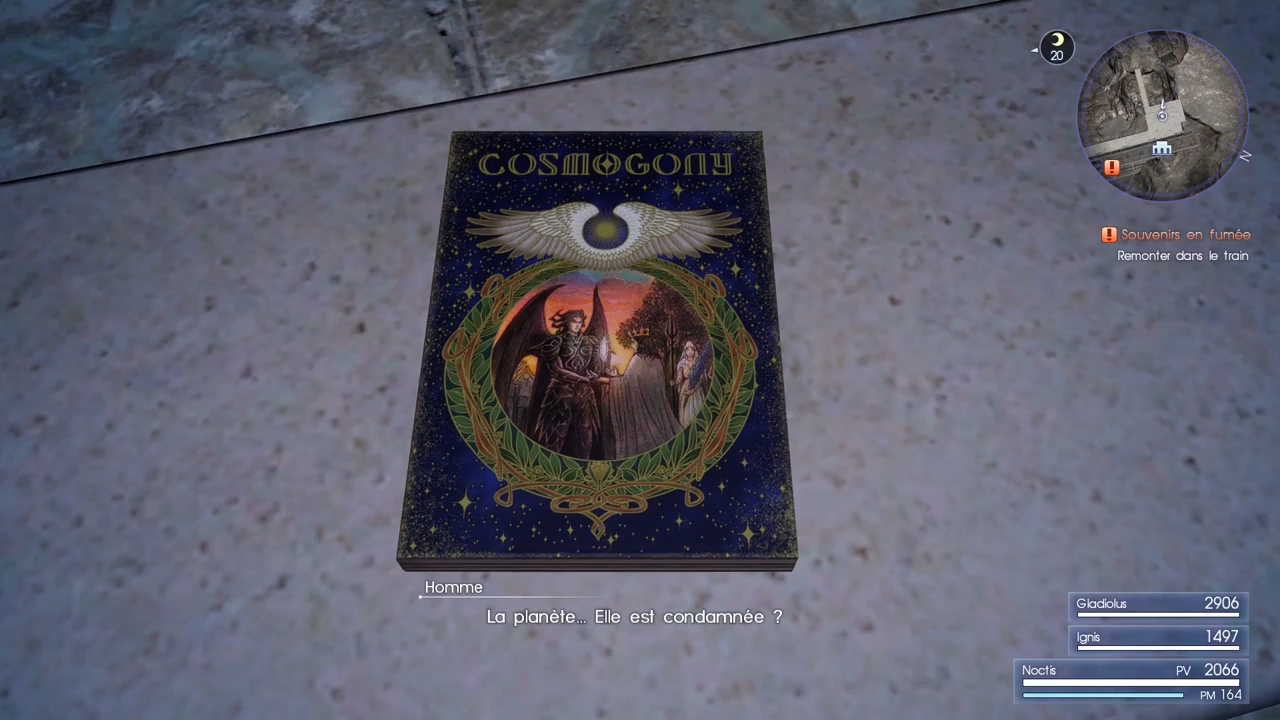 20
COSMOGONY
N
Souvenirs en fumée
Remonter dans le train
Homme
La planète... Elle est condamnée ?
Gladiolus 2906
Ignis 1497
Noctis PV 2066
PM 164